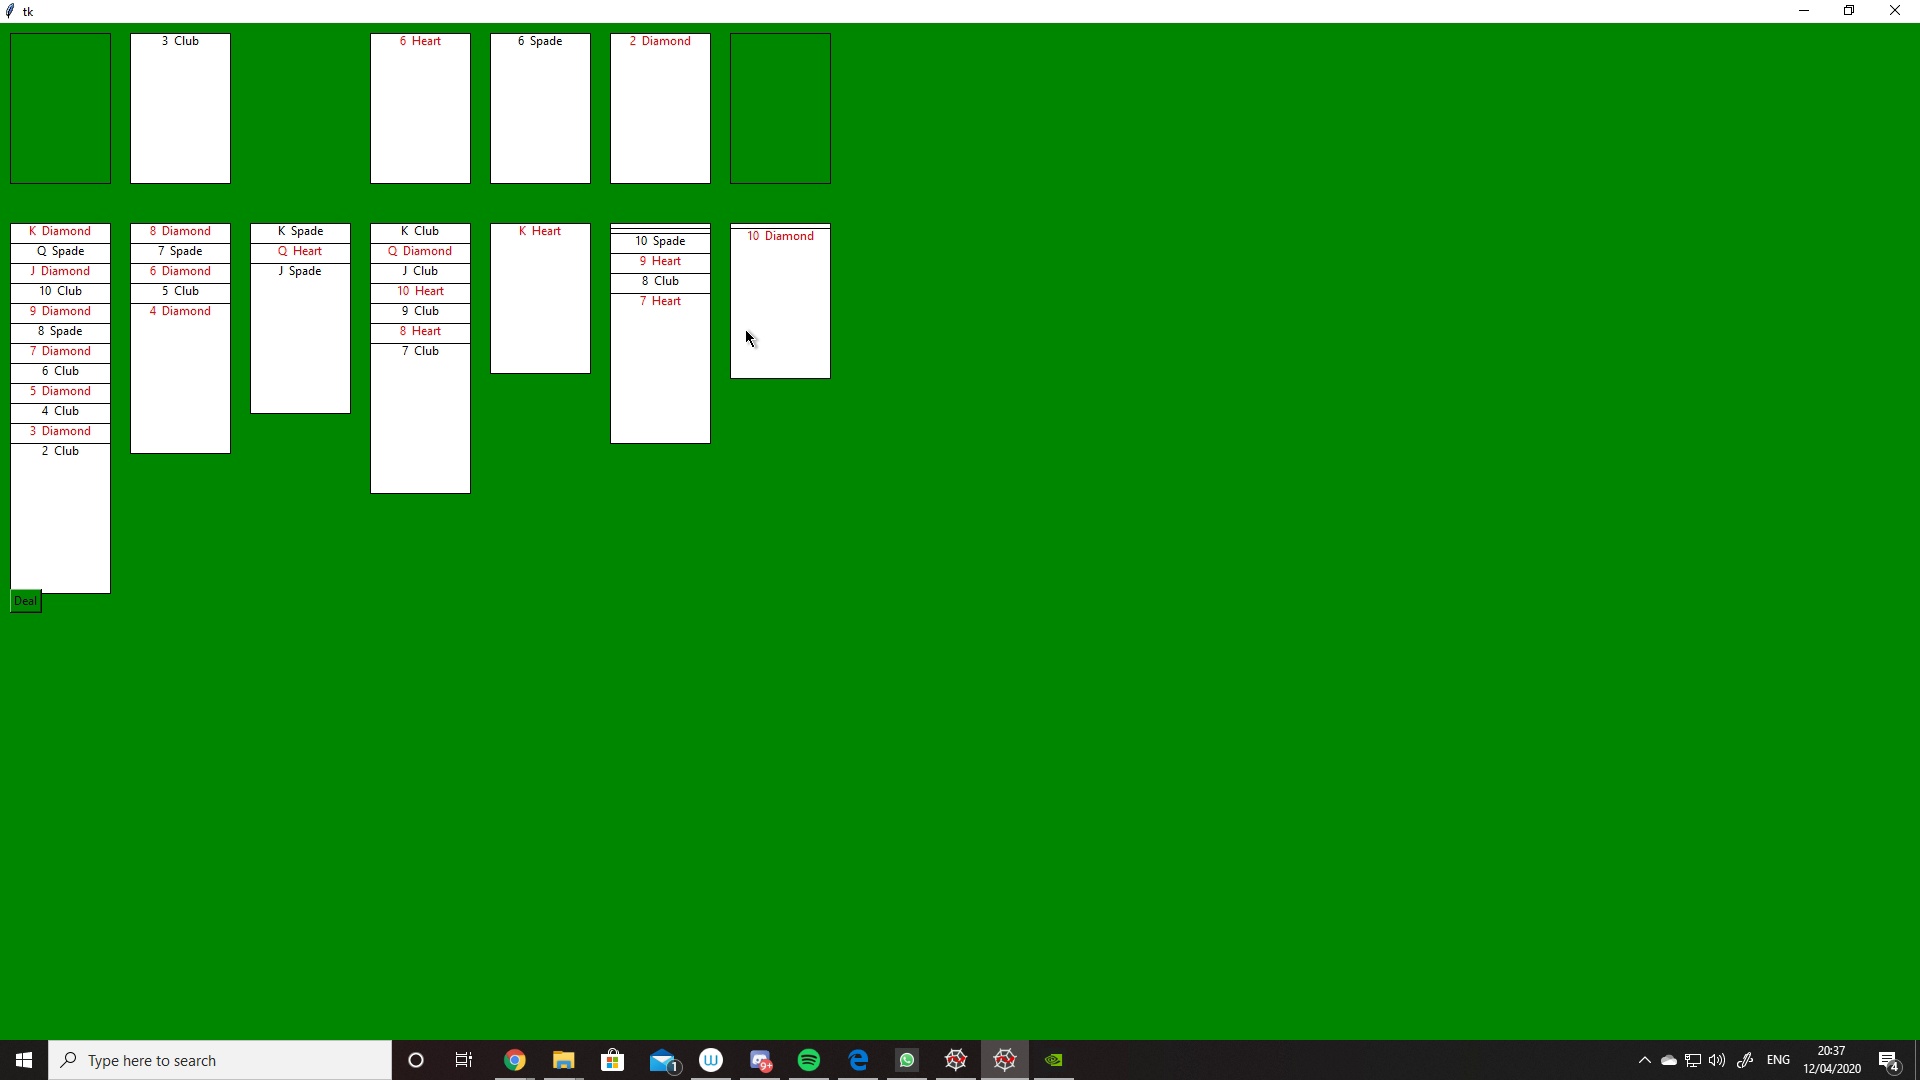 tk
3 Club
6 Heart
6 Spade
2 Diamond
K Diamond
Q Spade
J Diamond
10 Club
9 Diamond
8 Spade
7 Diamond
6 Club
5 Diamond
4 Club
3 Diamond
2 Club
8 Diamond
7 Spade
6 Diamond
5 Club
4 Diamond
K Spade
Q Heart
J Spade
K Club
Q Diamond
J Club
10 Heart
9 Club
8 Heart
7 Club
K Heart
10 Spade
9 Heart
8 Club
7 Heart
10 Diamond
Deal
Type here to search
1
W
9+
ENG
20:37
12/04/2020
4